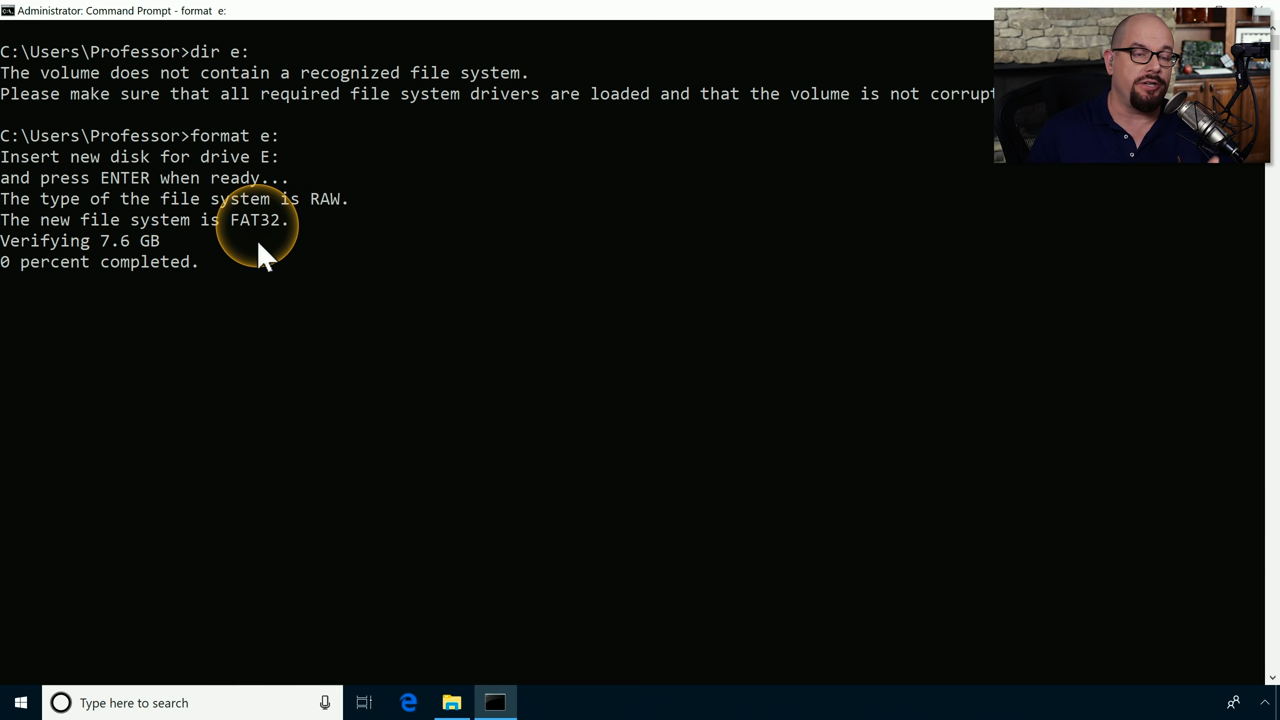 Administrator: Command Prompt - format e:
C:\Users\Professor>dir e:
The volume does not contain a recognized file system.
Please make sure that all required file system drivers are loaded and that the volume is not corrupt
C:\Users\Professor>format e:
Insert new disk for drive E:
and press ENTER when ready...
The type of the file system is RAW.
The new file system is FAT32.
Verifying 7.6 GB
0 percent completed.
Type here to search